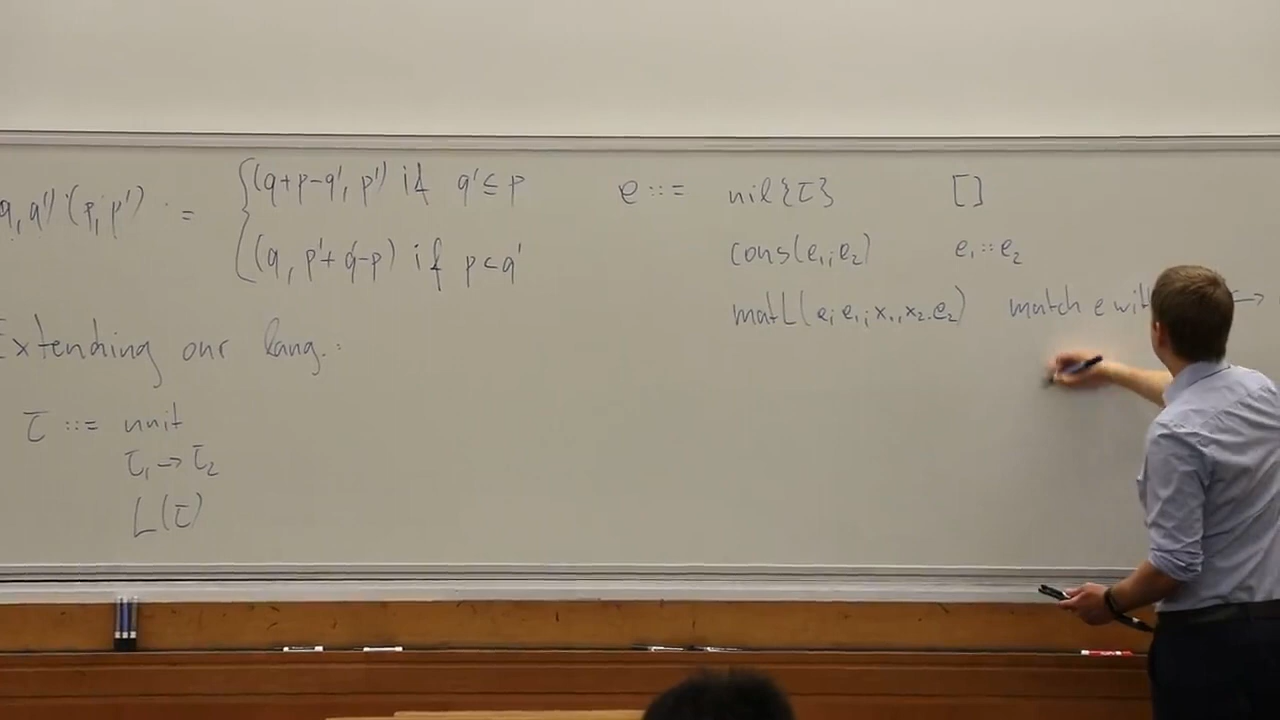 (q,q')·(p,p') = { (q+p-q', p') if q' ≤ p
(q, p'+q'-p) if p < q'
Extending our lang.:
τ ::= unit
τ₁ → τ₂
L(τ)
e ::= nil{τ} []
cons(e₁;e₂) e₁::e₂
matL(e;e₁;x₁,x₂.e₂) match e with